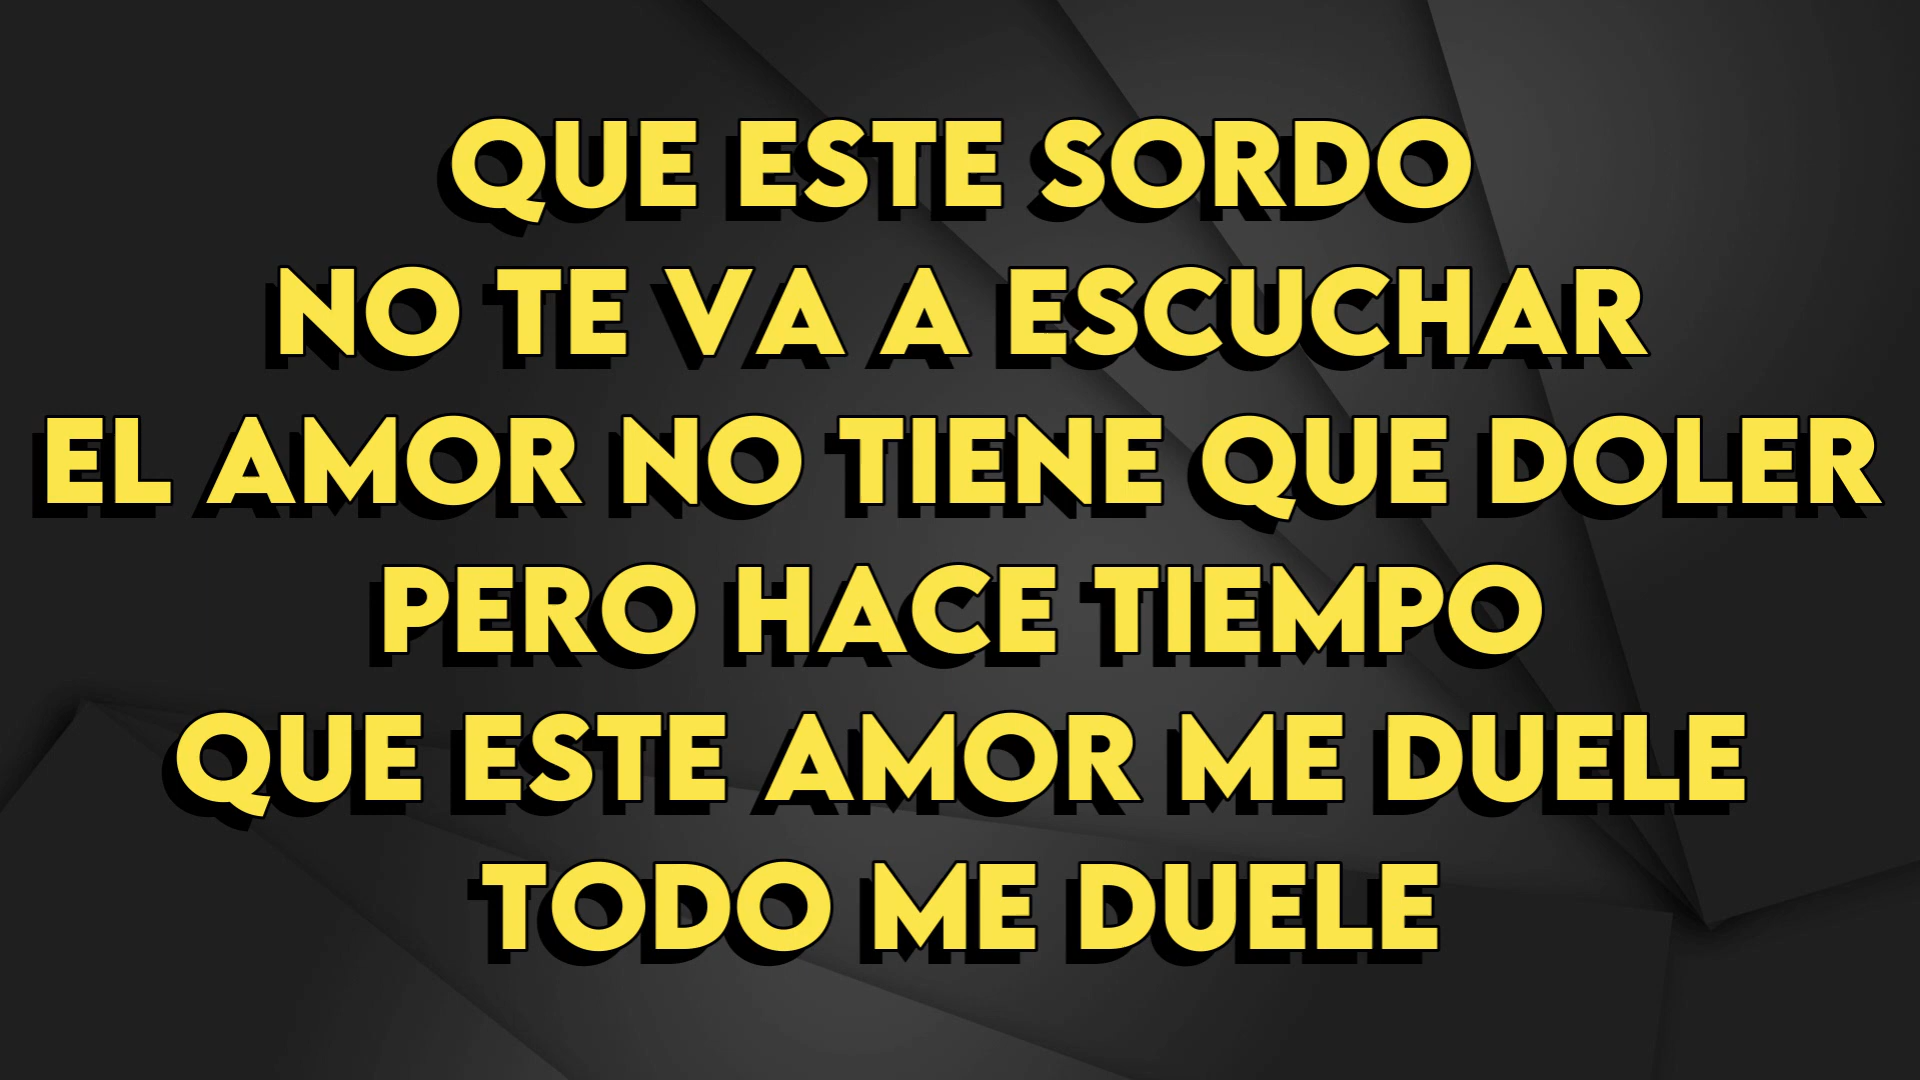 QUE ESTE SORDO
NO TE VA A ESCUCHAR
EL AMOR NO TIENE QUE DOLER
PERO HACE TIEMPO
QUE ESTE AMOR ME DUELE
TODO ME DUELE